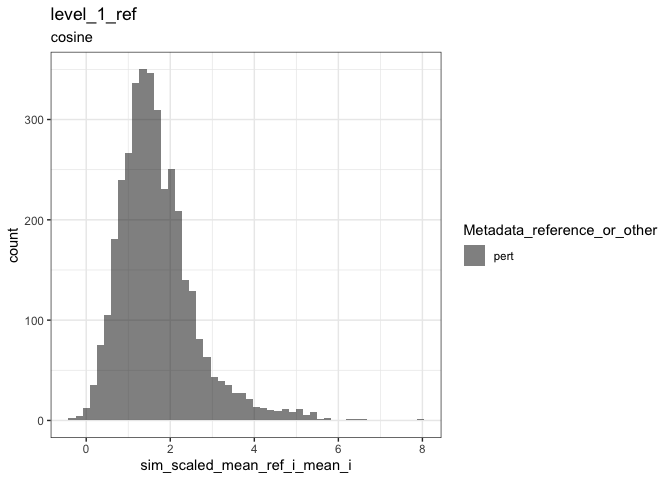 level_1_ref
cosine
300
200
100
0
count
0 2 4 6 8
sim_scaled_mean_ref_i_mean_i
Metadata_reference_or_other
pert